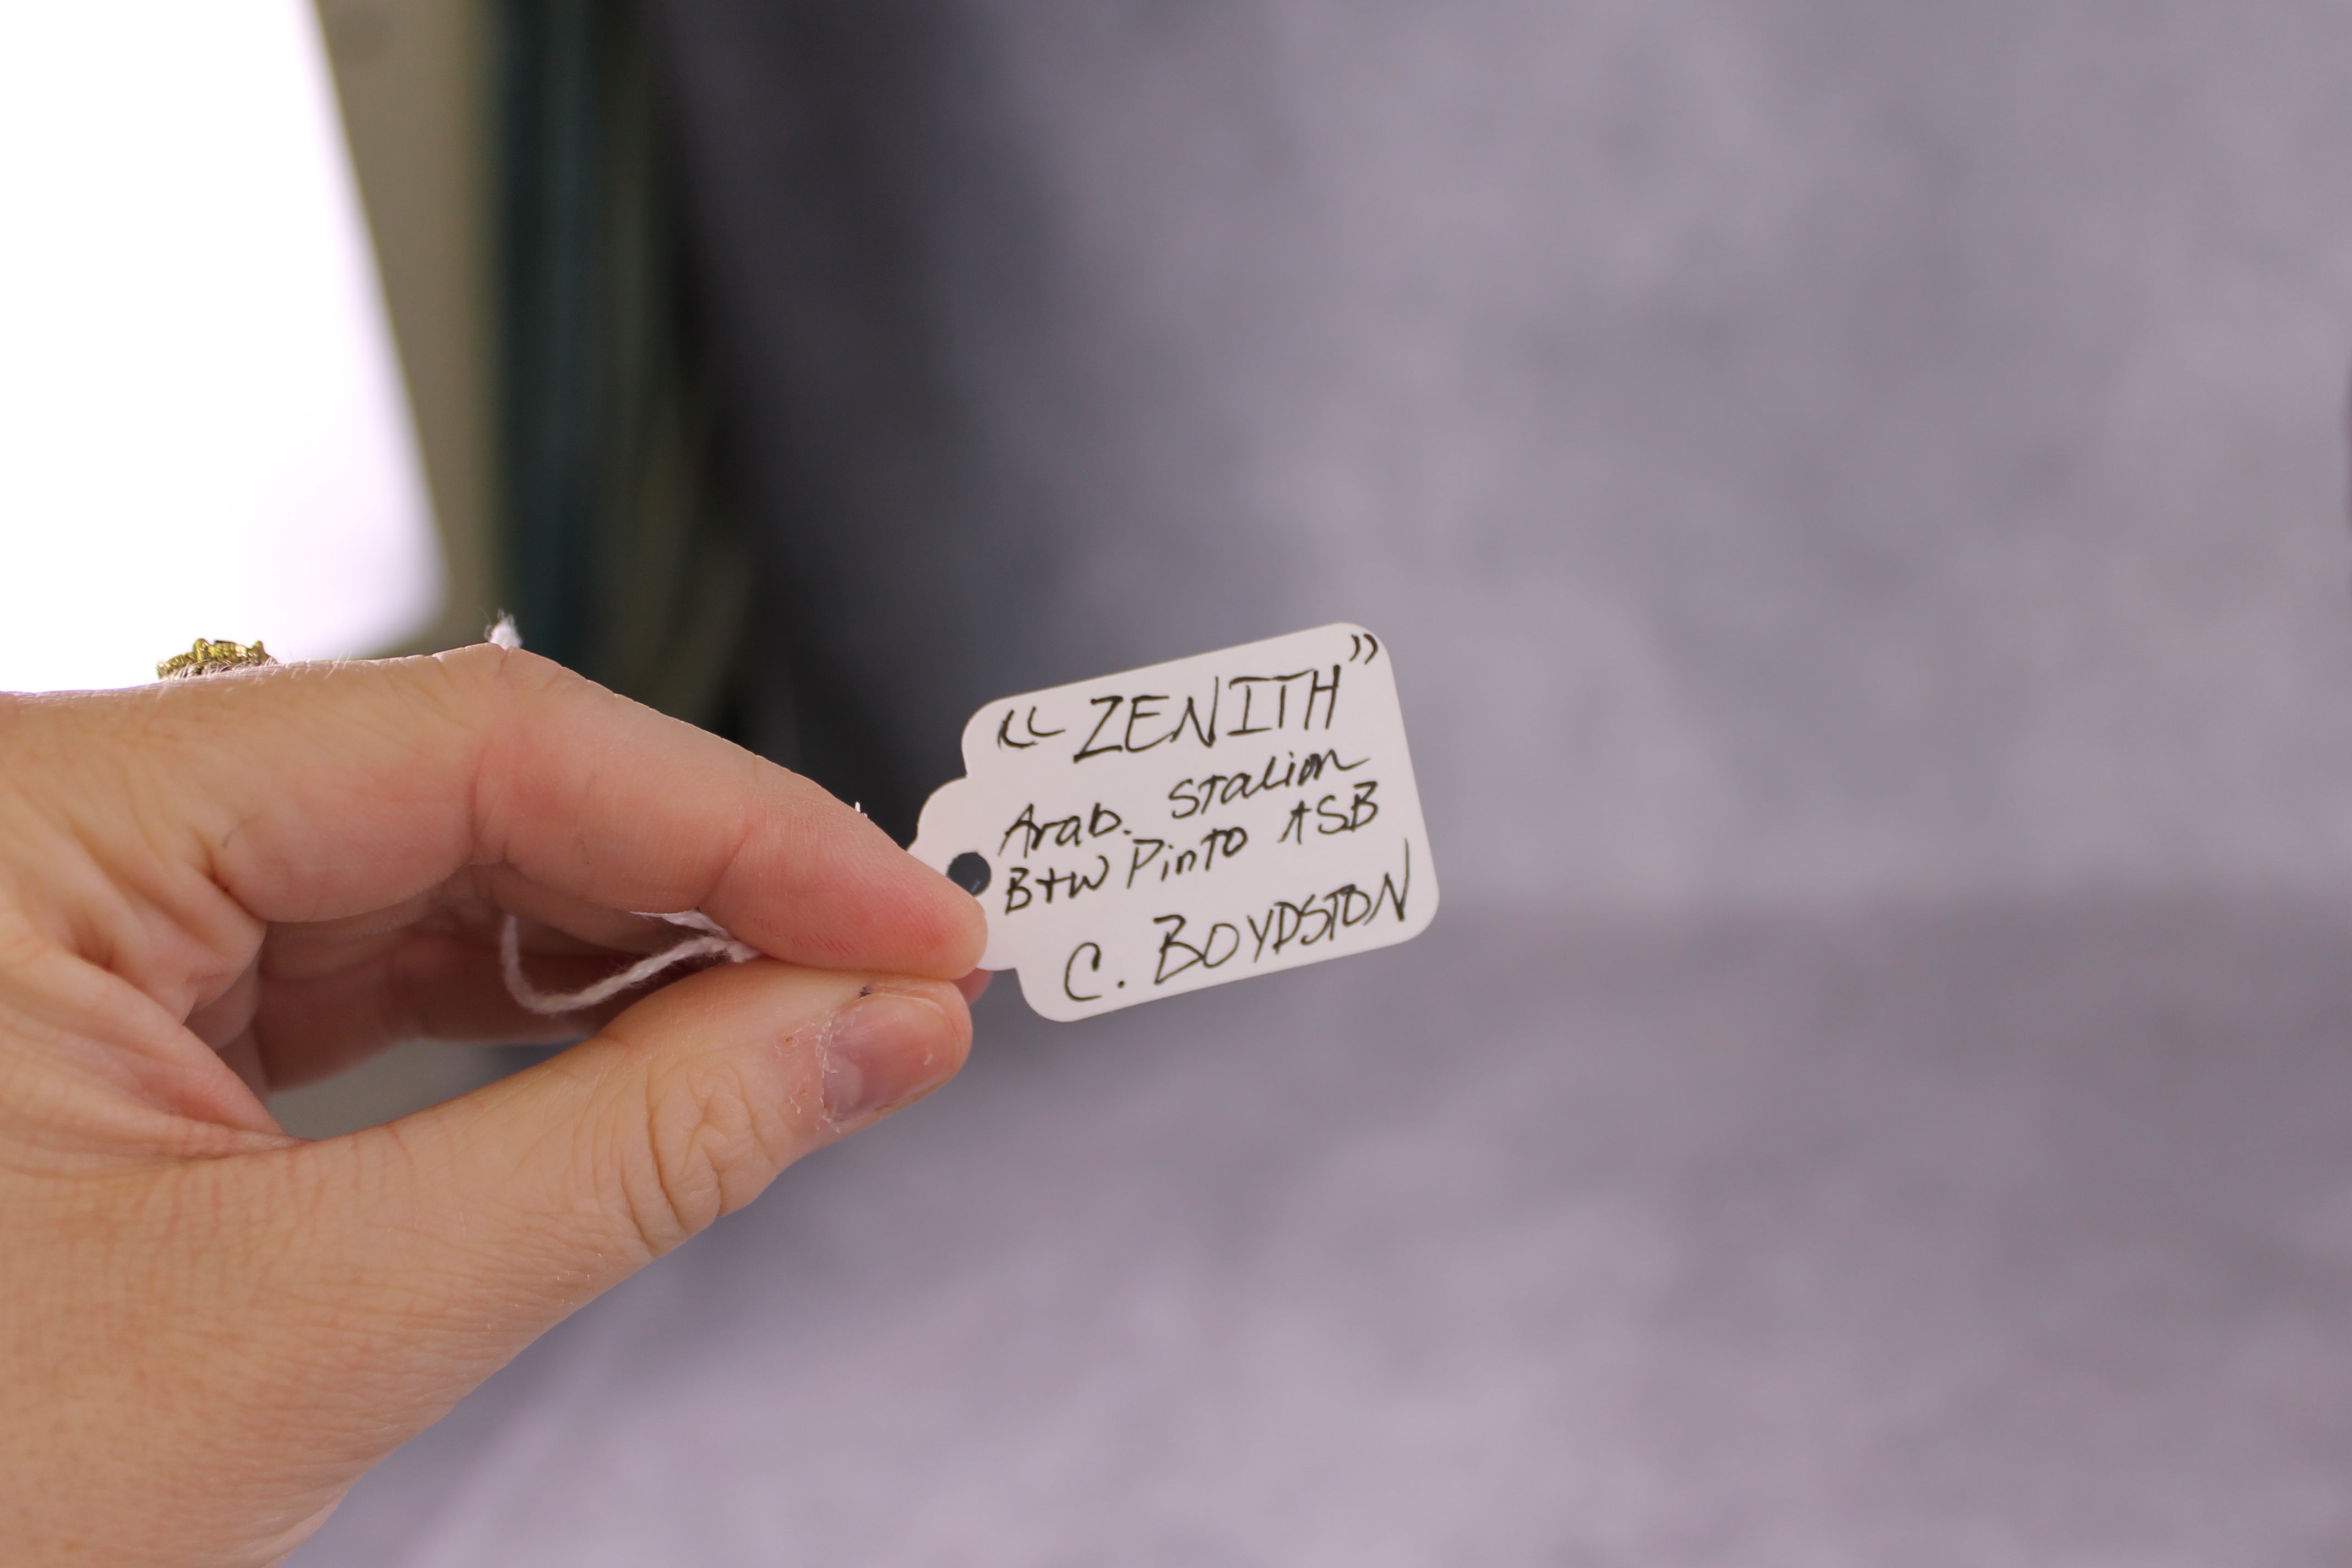 "ZENITH"
Arab. Stalion
B+W Pinto ASB
C. BOYDSTON